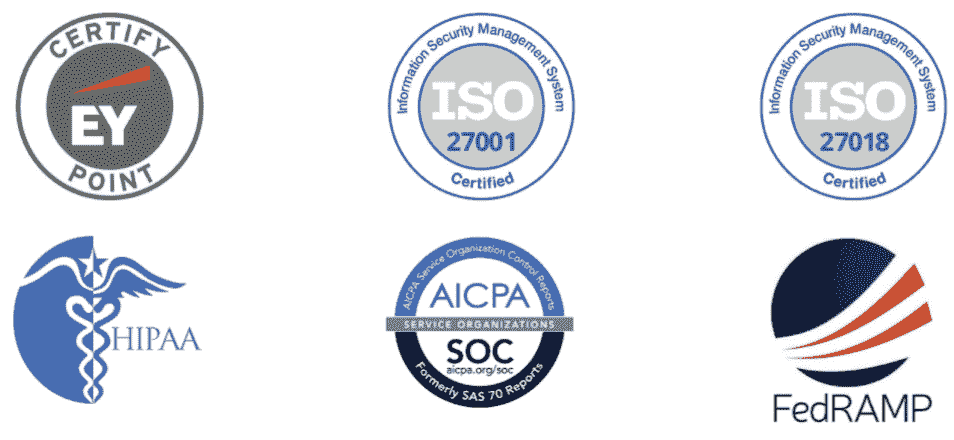 CERTIFY
EY
POINT
Information Security Management System
ISO
27001
Certified
Information Security Management System
ISO
27018
Certified
HIPAA
AICPA Service Organization Control Reports
AICPA
SERVICE ORGANIZATIONS
SOC
aicpa.org/soc
Formerly SAS 70 Reports
FedRAMP